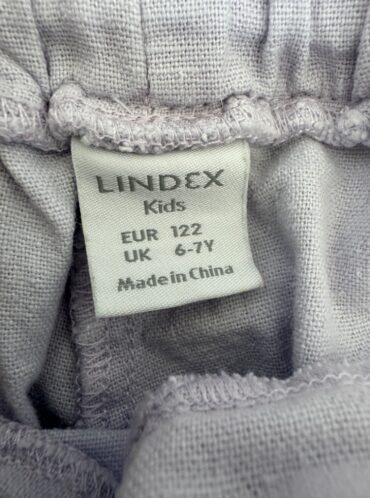 LINDEX
Kids
EUR 122
UK 6-7Y
Made in China